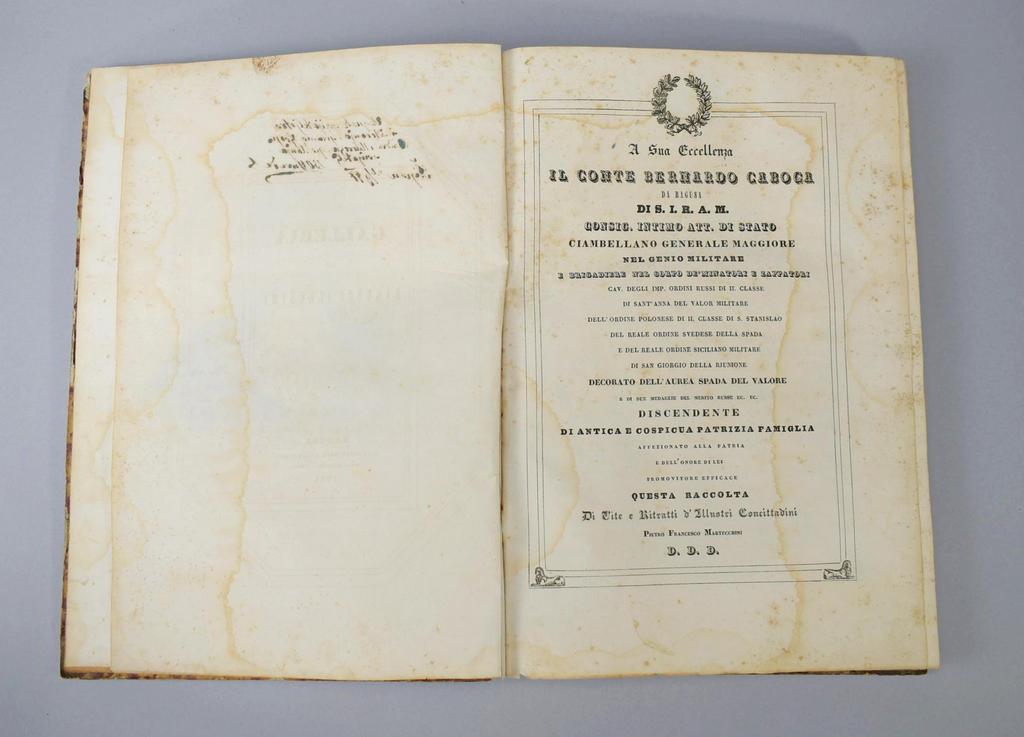 GALLERIA
A Sua Eccellenza
IL CONTE BERNARDO CABOGA
DA RAGUSA
DI S. I. R. A. M.
CONSIG. INTIMO ATT. DI STATO
CIAMBELLANO GENERALE MAGGIORE
NEL GENIO MILITARE
E BRIGADIERE NEL CORPO DE'MINATORI E ZAPPATORI
CAV. DEGLI IMP. ORDINI RUSSI DI II. CLASSE
DI SANT'ANNA DEL VALOR MILITARE
DELL'ORDINE POLONESE DI II. CLASSE DI S. STANISLAO
DEL REALE ORDINE SVEDESE DELLA SPADA
E DEL REALE ORDINE SICILIANO MILITARE
DI SAN GIORGIO DELLA RIUNIONE
DECORATO DELL'AUREA SPADA DEL VALORE
E DI DUE MEDAGLIE DEL MERITO RUSSE EC. EC.
DISCENDENTE
DI ANTICA E COSPICUA PATRIZIA FAMIGLIA
AFFEZIONATO ALLA PATRIA
E DELL'ONORE DI LEI
PROMOVITORE EFFICACE
QUESTA RACCOLTA
Di Vite e Ritratti d'Illustri Concittadini
PIETRO FRANCESCO MARTECCHINI
D. D. D.